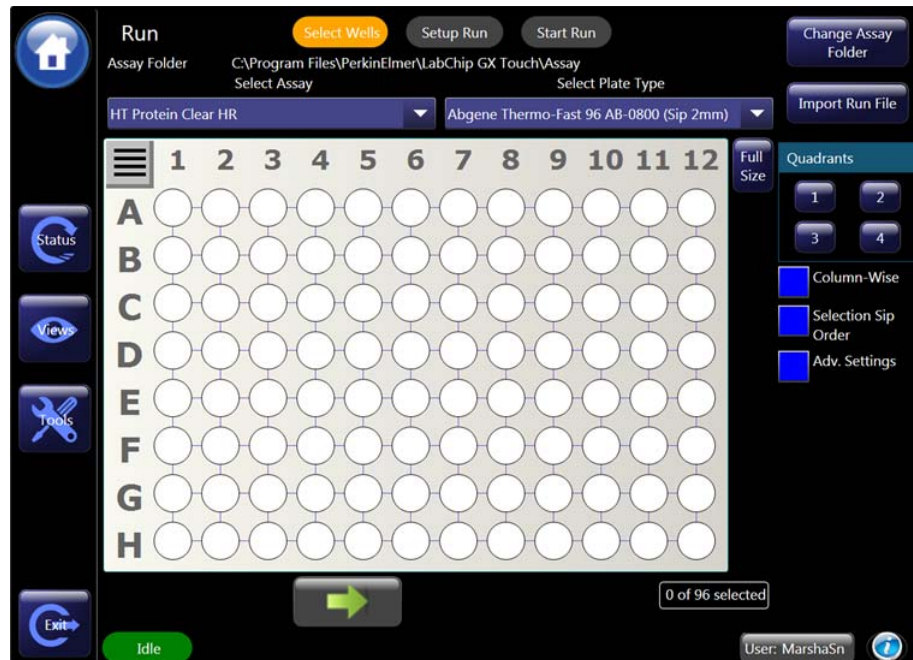 Run
Select Wells
Setup Run
Start Run
Change Assay
Folder
Assay Folder
C:\Program Files\PerkinElmer\LabChip GX Touch\Assay
Select Assay
Select Plate Type
HT Protein Clear HR
Abgene Thermo-Fast 96 AB-0800 (Sip 2mm)
Import Run File
1 2 3 4 5 6 7 8 9 10 11 12
Full
Size
Quadrants
1 2
3 4
A
B
C
D
E
F
G
H
Column-Wise
Selection Sip
Order
Adv. Settings
Status
Views
Tools
Exit
0 of 96 selected
Idle
User: MarshaSn